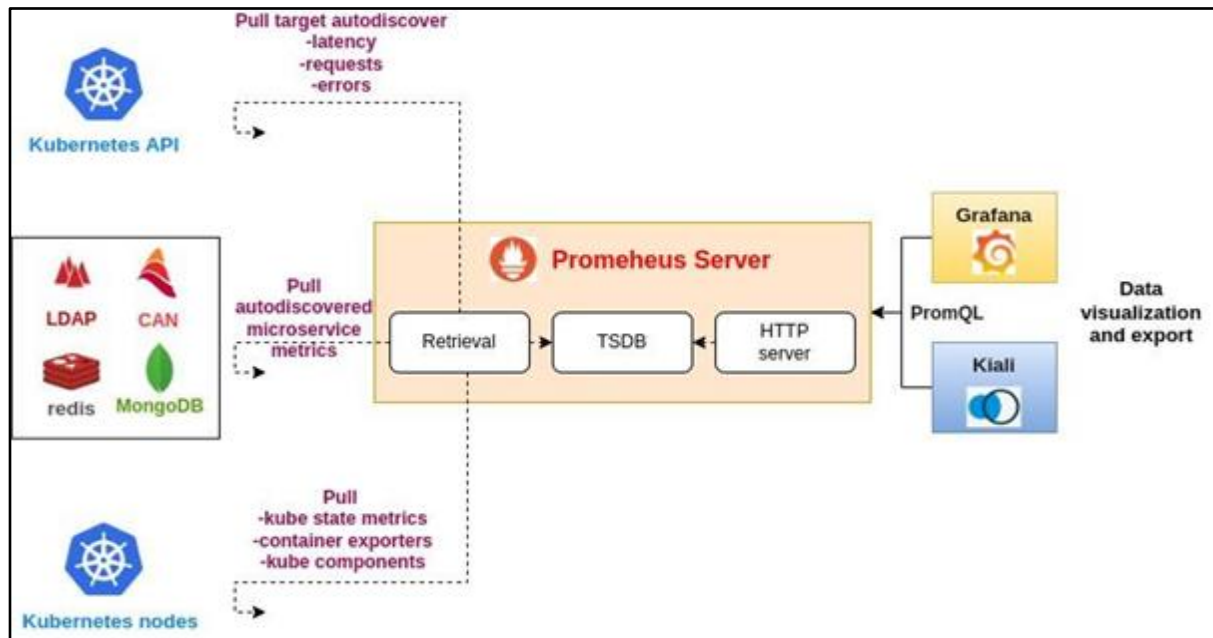 Pull target autodiscover
-latency
-requests
-errors
Kubernetes API
LDAP
CAN
redis
MongoDB
Pull
autodiscovered
microservice
metrics
Promeheus Server
Retrieval
TSDB
HTTP
server
PromQL
Grafana
Kiali
Data
visualization
and export
Pull
-kube state metrics
-container exporters
-kube components
Kubernetes nodes